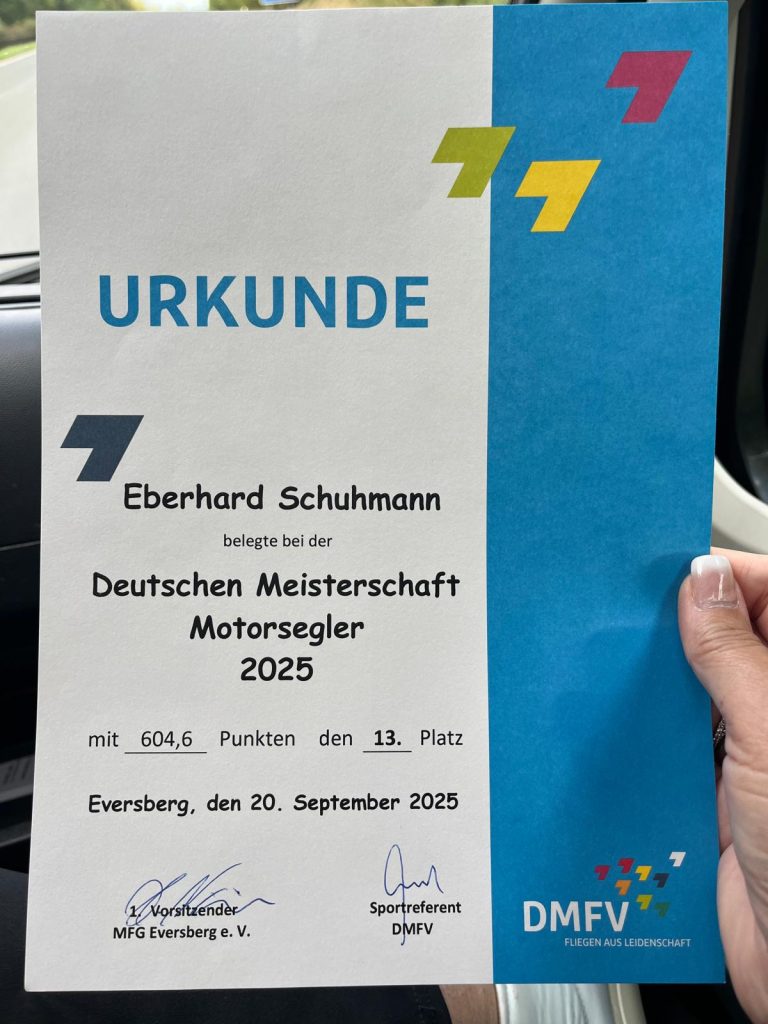 URKUNDE
Eberhard Schuhmann
belegte bei der
Deutschen Meisterschaft
Motorsegler
2025
mit 604,6 Punkten den 13. Platz
Eversberg, den 20. September 2025
1. Vorsitzender
MFG Eversberg e. V.
Sportreferent
DMFV
DMFV
FLIEGEN AUS LEIDENSCHAFT